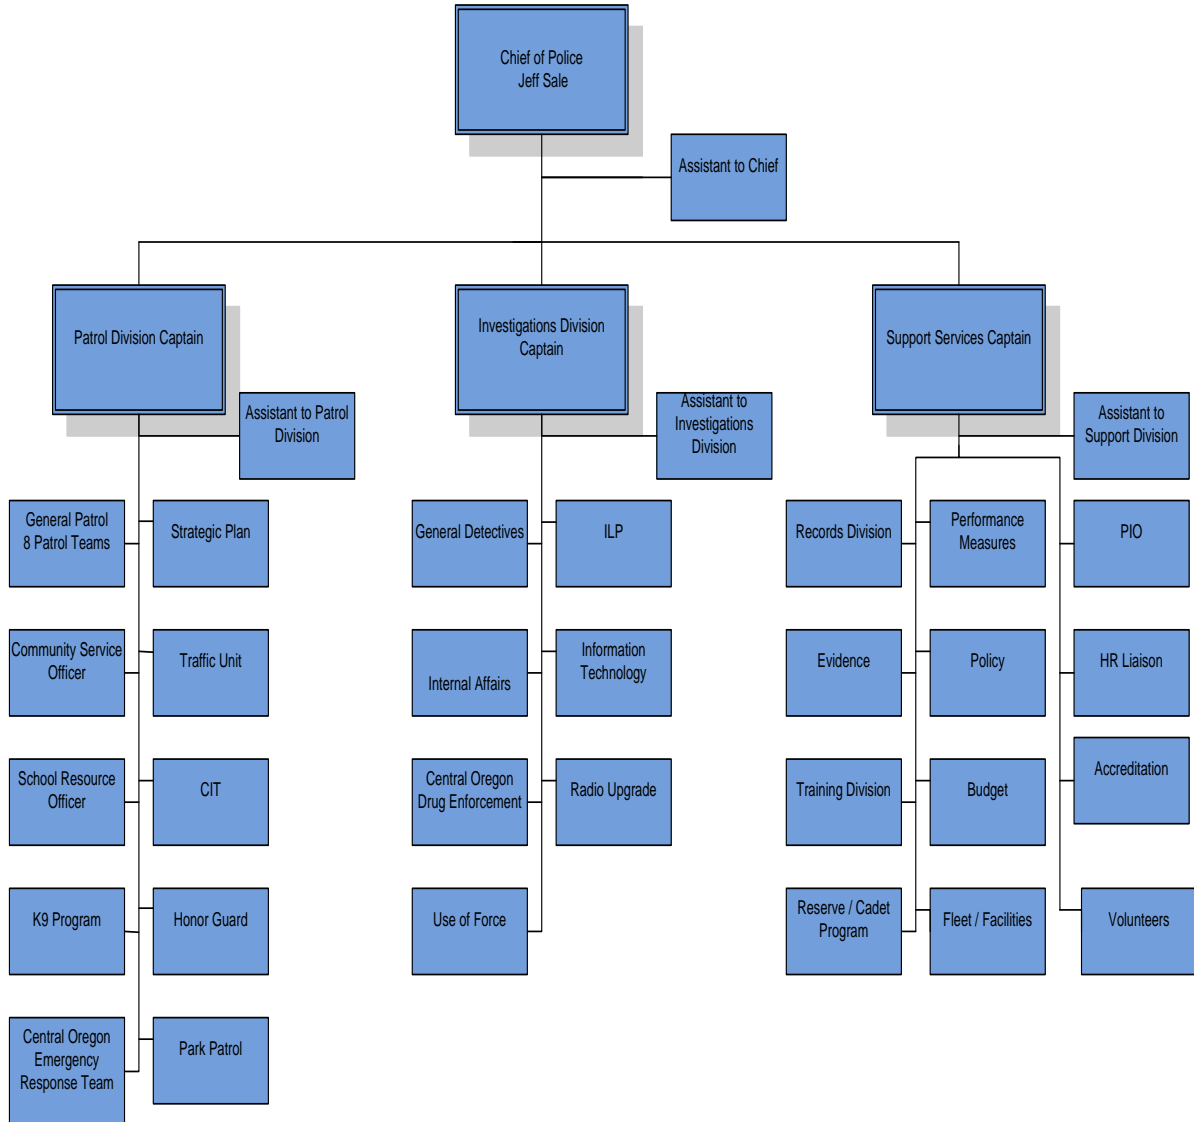 Chief of Police
Jeff Sale
Assistant to Chief
Patrol Division Captain
Investigations Division
Captain
Support Services Captain
Assistant to Patrol
Division
Assistant to
Investigations
Division
Assistant to
Support Division
General Patrol
8 Patrol Teams
Strategic Plan
General Detectives
ILP
Records Division
Performance
Measures
PIO
Community Service
Officer
Traffic Unit
Internal Affairs
Information
Technology
Evidence
Policy
HR Liaison
School Resource
Officer
CIT
Central Oregon
Drug Enforcement
Radio Upgrade
Training Division
Budget
Accreditation
K9 Program
Honor Guard
Use of Force
Reserve / Cadet
Program
Fleet / Facilities
Volunteers
Central Oregon
Emergency
Response Team
Park Patrol